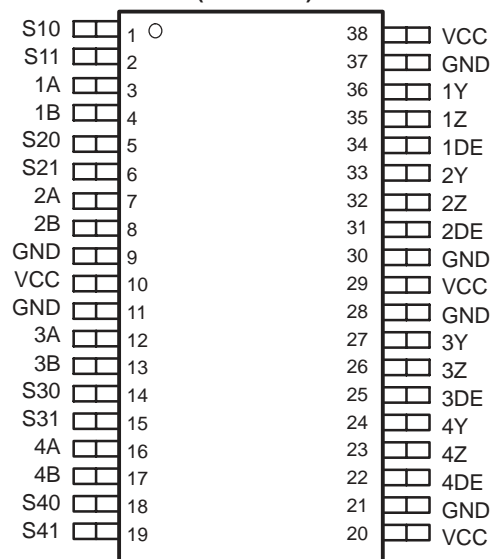 S10 1 38 VCC
S11 2 37 GND
1A 3 36 1Y
1B 4 35 1Z
S20 5 34 1DE
S21 6 33 2Y
2A 7 32 2Z
2B 8 31 2DE
GND 9 30 GND
VCC 10 29 VCC
GND 11 28 GND
3A 12 27 3Y
3B 13 26 3Z
S30 14 25 3DE
S31 15 24 4Y
4A 16 23 4Z
4B 17 22 4DE
S40 18 21 GND
S41 19 20 VCC